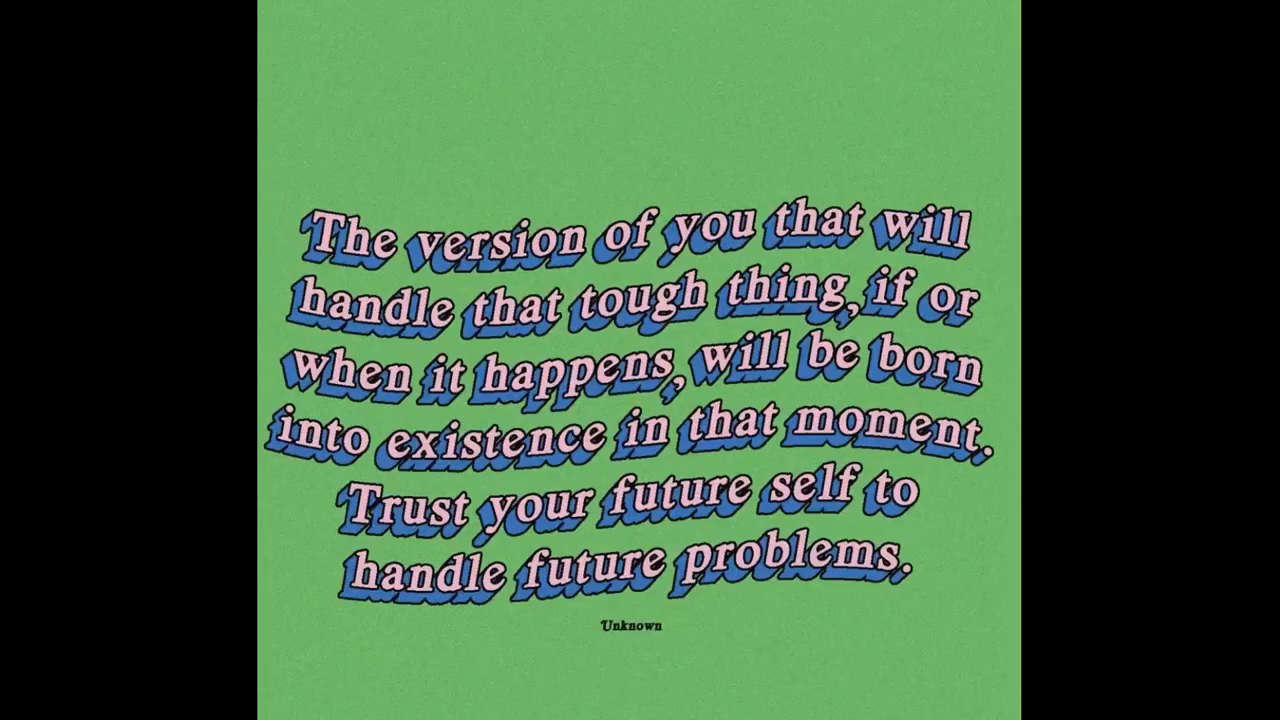 The version of you that will
handle that tough thing, if or
when it happens, will be born
into existence in that moment.
Trust your future self to
handle future problems.
Unknown